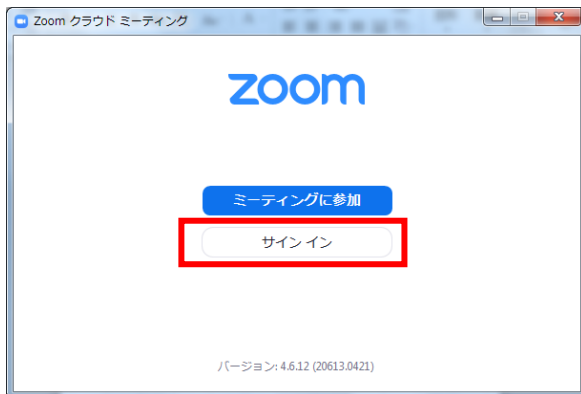 Zoom クラウド ミーティング
zoom
ミーティングに参加
サイン イン
バージョン: 4.6.12 (20613.0421)